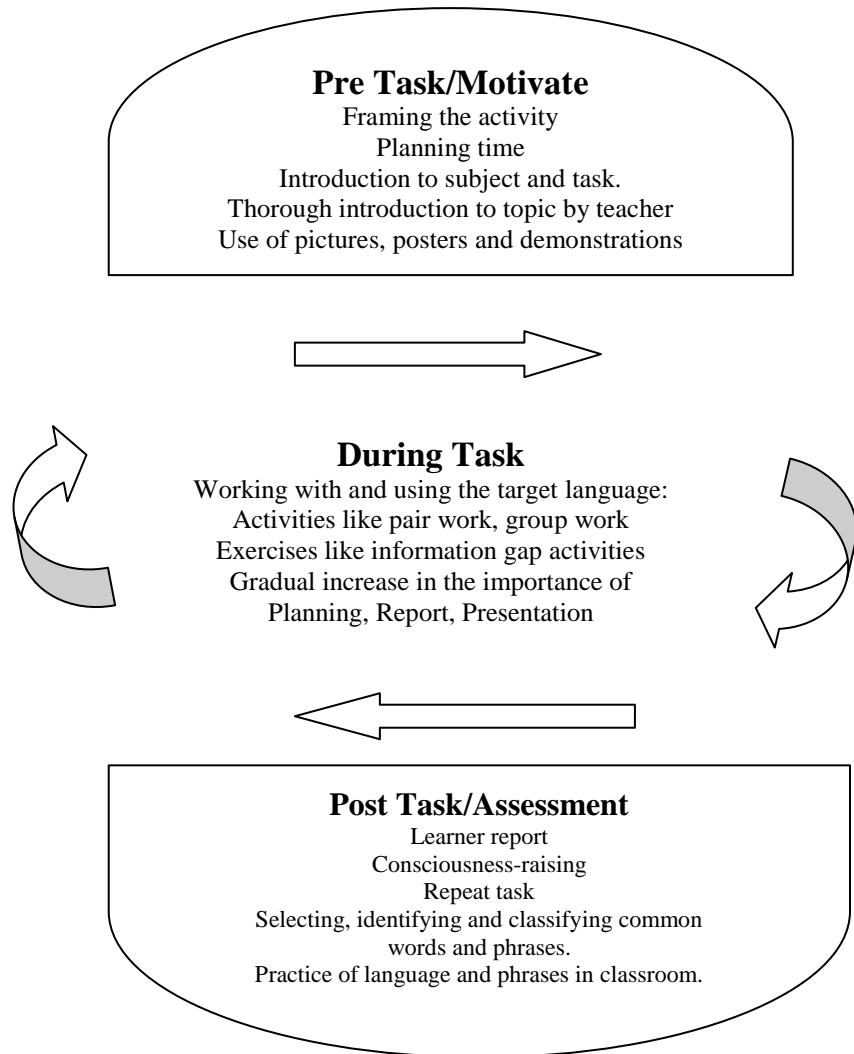 Pre Task/Motivate
Framing the activity
Planning time
Introduction to subject and task.
Thorough introduction to topic by teacher
Use of pictures, posters and demonstrations
During Task
Working with and using the target language:
Activities like pair work, group work
Exercises like information gap activities
Gradual increase in the importance of
Planning, Report, Presentation
Post Task/Assessment
Learner report
Consciousness-raising
Repeat task
Selecting, identifying and classifying common
words and phrases.
Practice of language and phrases in classroom.